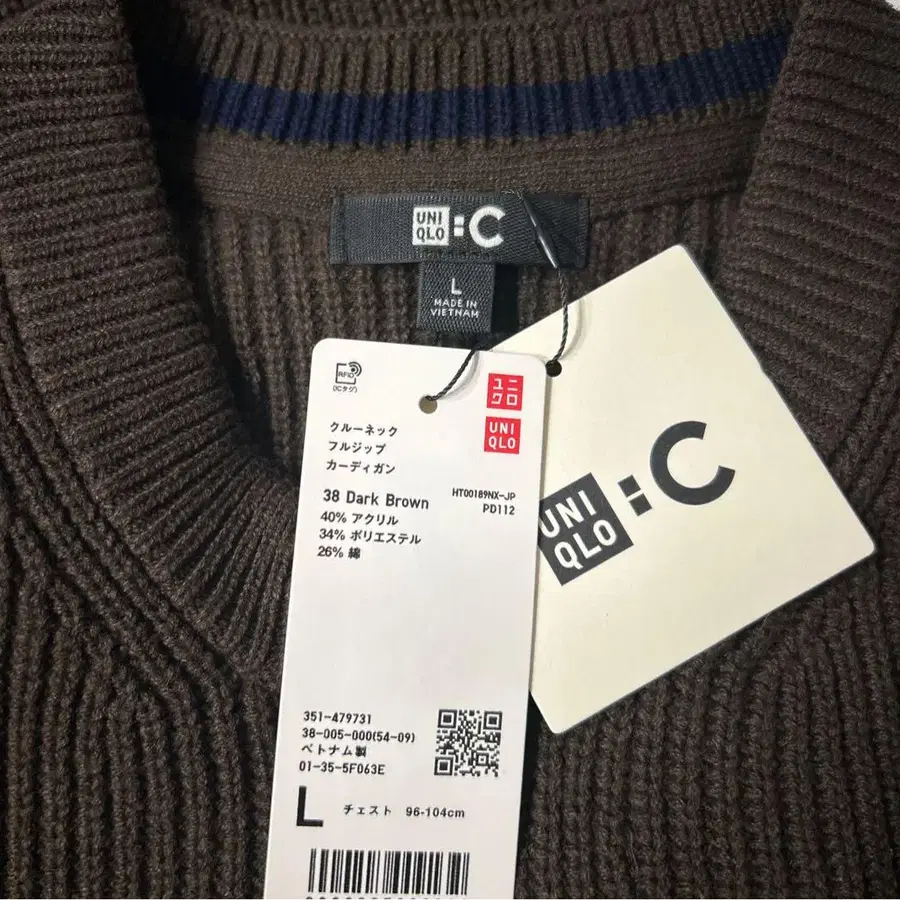 UNI
QLO
:C
L
MADE IN
VIETNAM
RFID
(ICタグ)
ユニ
クロ
UNI
QLO
クルーネック
フルジップ
カーディガン
38 Dark Brown
HT00189NX-JP
PD112
40% アクリル
34% ポリエステル
26% 綿
UNI
QLO
:C
351-479731
38-005-000(54-09)
ベトナム製
01-35-5F063E
L チェスト 96-104cm